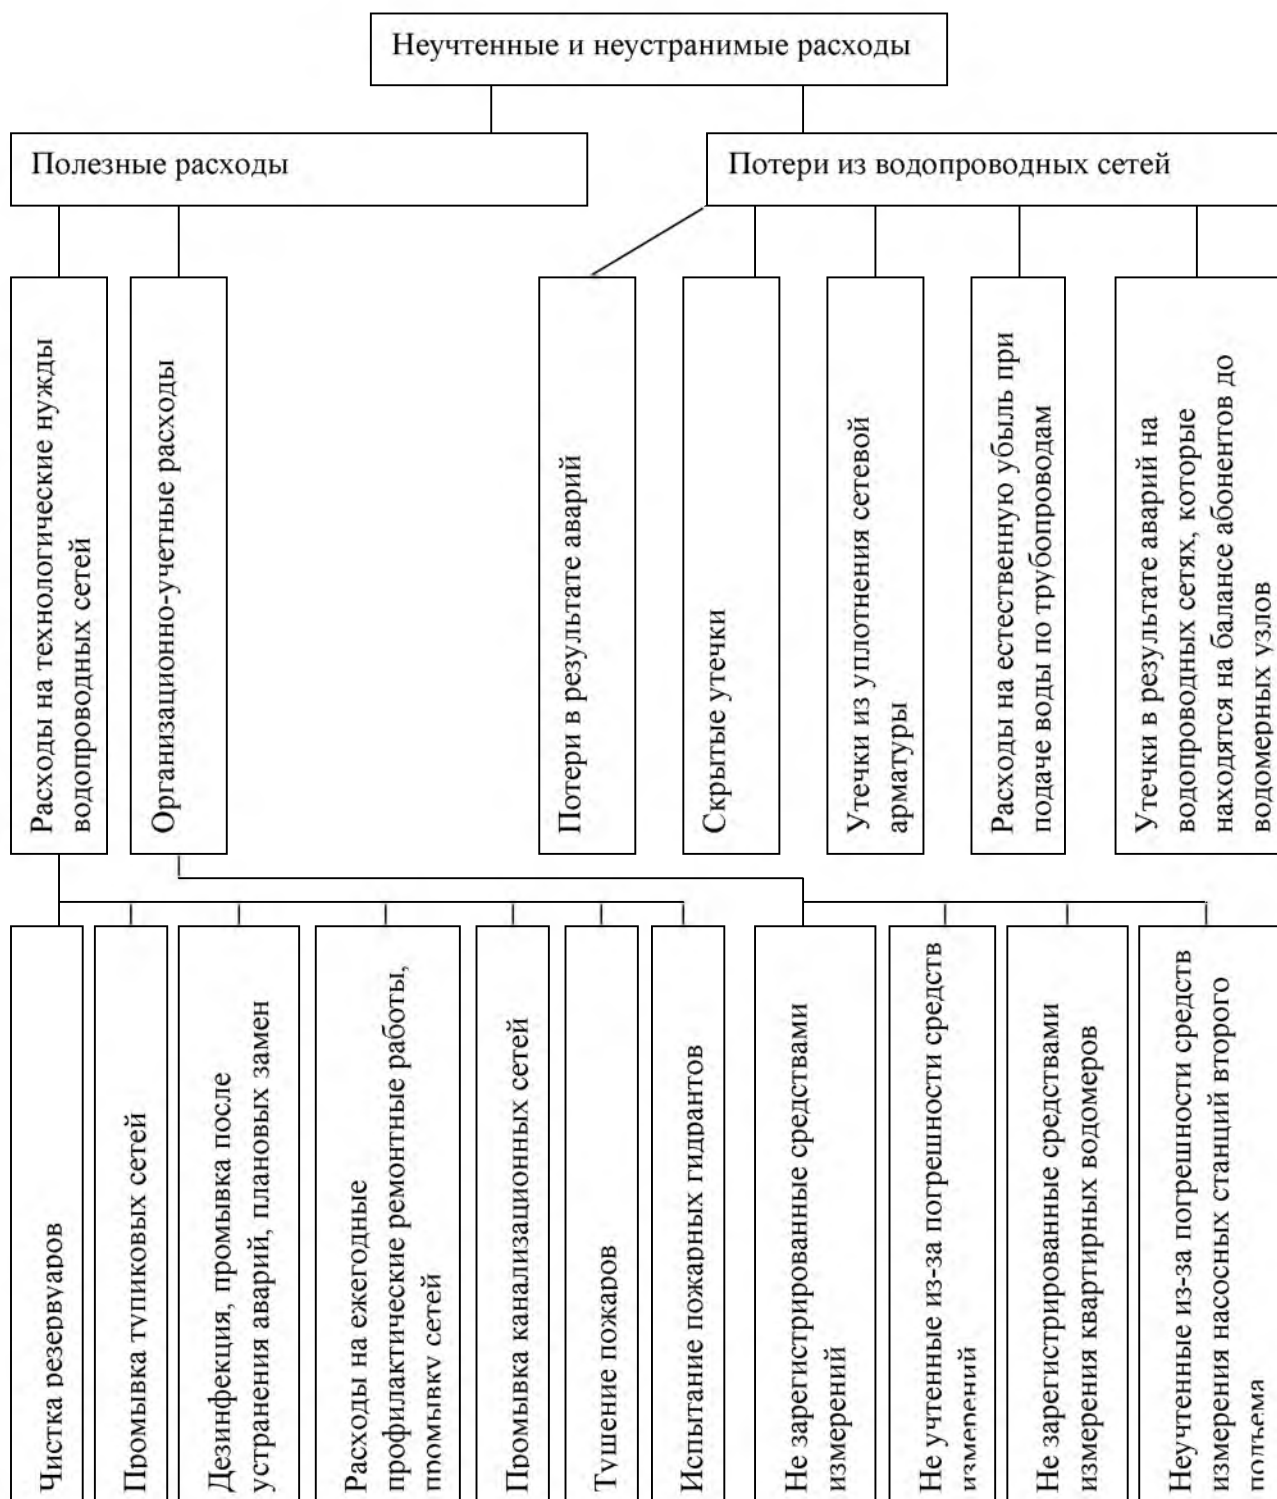 Неучтенные и неустранимые расходы
Полезные расходы
Потери из водопроводных сетей
Расходы на технологические нужды
водопроводных сетей
Организационно-учетные расходы
Потери в результате аварий
Скрытые утечки
Утечки из уплотнения сетевой
арматуры
Расходы на естественную убыль при
подаче воды по трубопроводам
Утечки в результате аварий на
водопроводных сетях, которые
находятся на балансе абонентов до
водомерных узлов
Чистка резервуаров
Промывка тупиковых сетей
Дезинфекция, промывка после
устранения аварий, плановых замен
Расходы на ежегодные
профилактические ремонтные работы,
промывку сетей
Промывка канализационных сетей
Тушение пожаров
Испытание пожарных гидрантов
Не зарегистрированные средствами
измерений
Не учтенные из-за погрешности средств
измерений
Не зарегистрированные средствами
измерения квартирных водомеров
Неучтенные из-за погрешности средств
измерения насосных станций второго
подъема